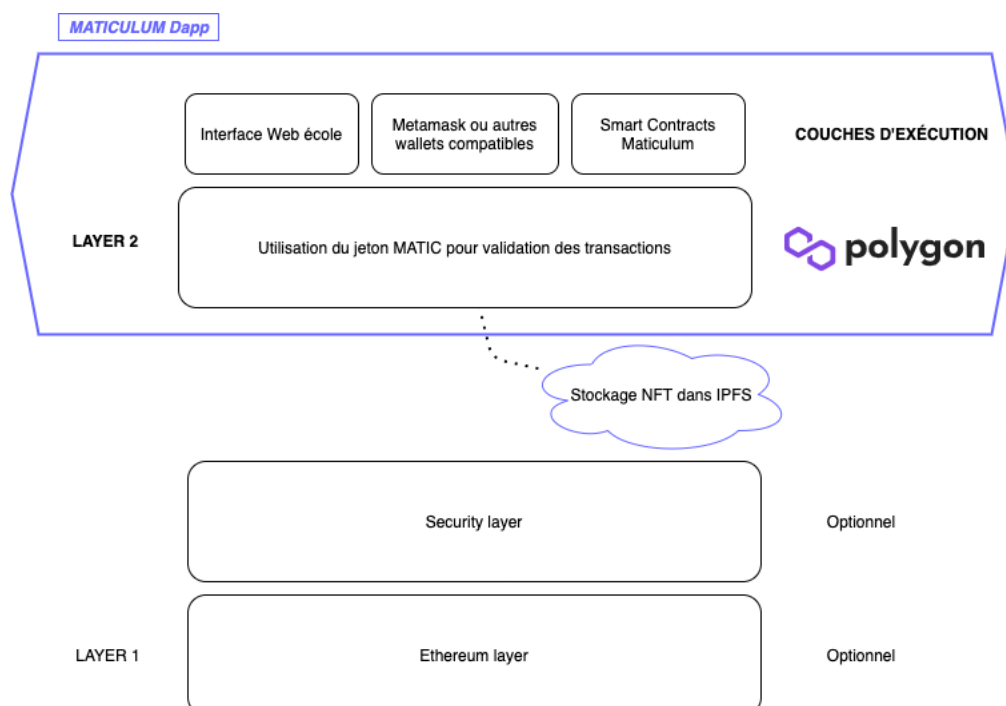 MATICULUM Dapp
Interface Web école
Metamask ou autres
wallets compatibles
Smart Contracts
Maticulum
COUCHES D'EXÉCUTION
LAYER 2
Utilisation du jeton MATIC pour validation des transactions
polygon
Stockage NFT dans IPFS
Security layer
Optionnel
LAYER 1
Ethereum layer
Optionnel